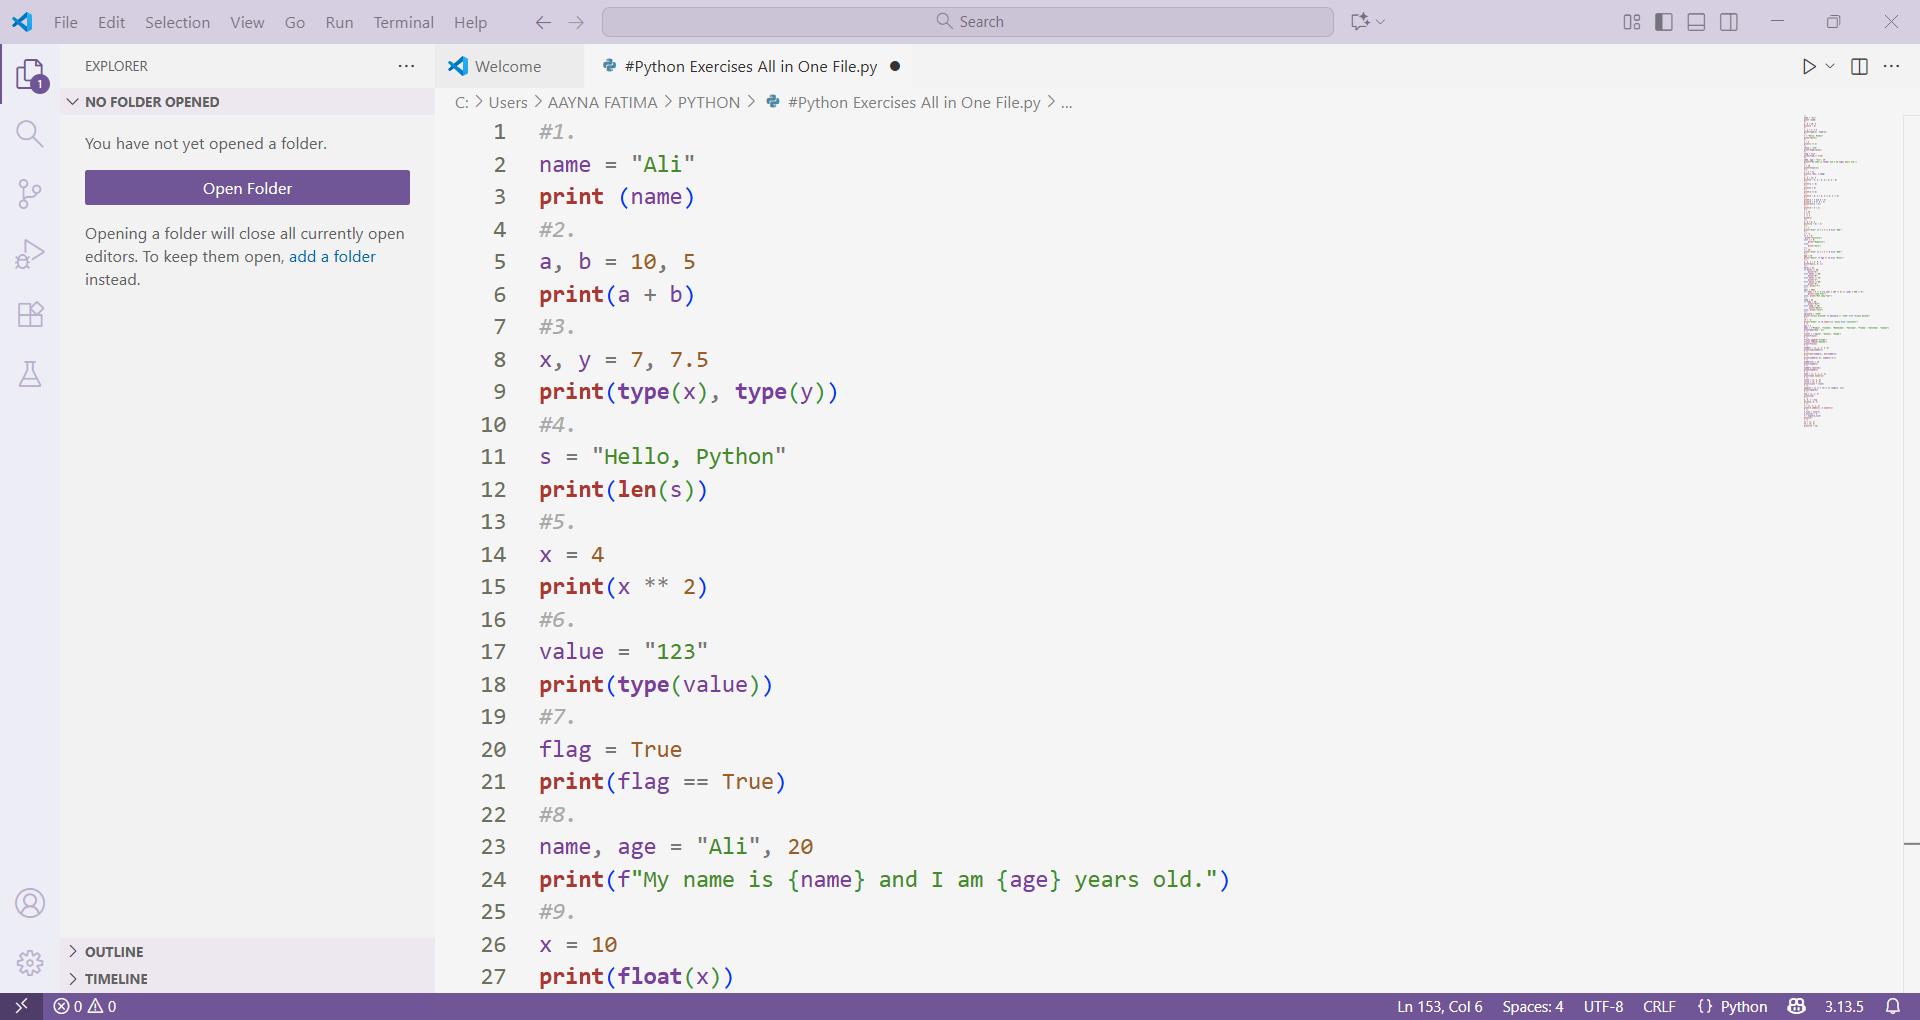 File Edit Selection View Go Run Terminal Help Search
EXPLORER
1
NO FOLDER OPENED
You have not yet opened a folder.
Open Folder
Opening a folder will close all currently open
editors. To keep them open, add a folder
instead.
OUTLINE
TIMELINE
Welcome #Python Exercises All in One File.py
C: > Users > AAYNA FATIMA > PYTHON > #Python Exercises All in One File.py > ...
1 #1.
2 name = "Ali"
3 print (name)
4 #2.
5 a, b = 10, 5
6 print(a + b)
7 #3.
8 x, y = 7, 7.5
9 print(type(x), type(y))
10 #4.
11 s = "Hello, Python"
12 print(len(s))
13 #5.
14 x = 4
15 print(x ** 2)
16 #6.
17 value = "123"
18 print(type(value))
19 #7.
20 flag = True
21 print(flag == True)
22 #8.
23 name, age = "Ali", 20
24 print(f"My name is {name} and I am {age} years old.")
25 #9.
26 x = 10
27 print(float(x))
0 0 Ln 153, Col 6 Spaces: 4 UTF-8 CRLF {} Python 3.13.5